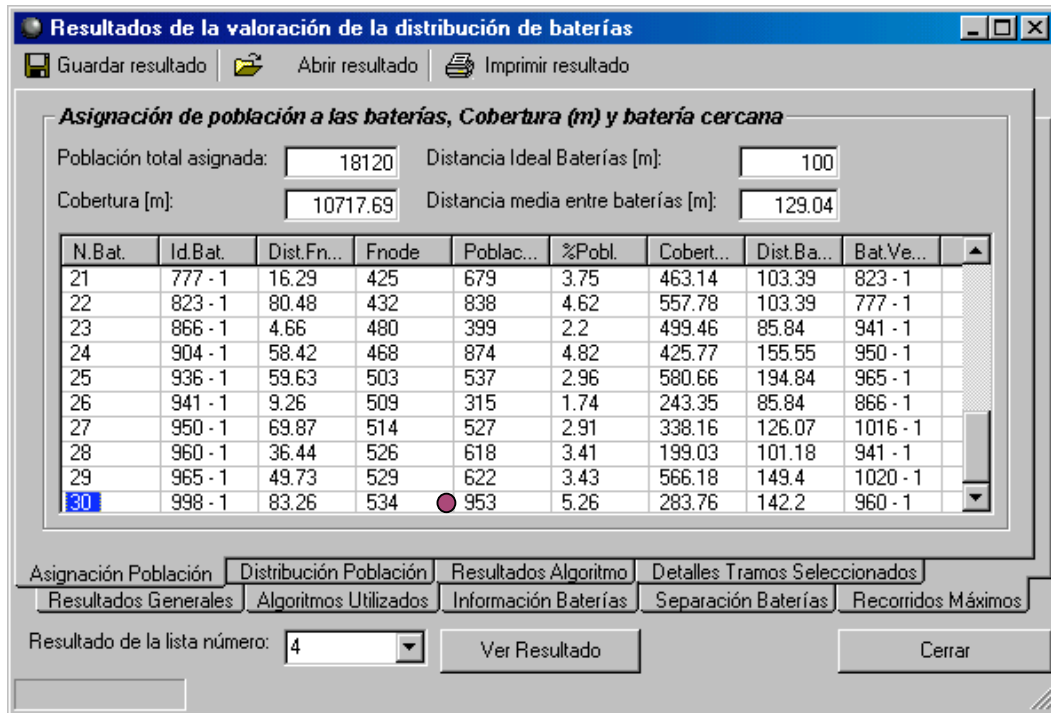 Resultados de la valoración de la distribución de baterías
Guardar resultado Abrir resultado Imprimir resultado
Asignación de población a las baterías, Cobertura (m) y batería cercana
Población total asignada: 18120 Distancia Ideal Baterías [m]: 100
Cobertura [m]: 10717.69 Distancia media entre baterías [m]: 129.04
N.Bat. Id.Bat. Dist.Fn... Fnode Poblac... %Pobl. Cobert... Dist.Ba... Bat.Ve...
21 777 - 1 16.29 425 679 3.75 463.14 103.39 823 - 1
22 823 - 1 80.48 432 838 4.62 557.78 103.39 777 - 1
23 866 - 1 4.66 480 399 2.2 499.46 85.84 941 - 1
24 904 - 1 58.42 468 874 4.82 425.77 155.55 950 - 1
25 936 - 1 59.63 503 537 2.96 580.66 194.84 965 - 1
26 941 - 1 9.26 509 315 1.74 243.35 85.84 866 - 1
27 950 - 1 69.87 514 527 2.91 338.16 126.07 1016 - 1
28 960 - 1 36.44 526 618 3.41 199.03 101.18 941 - 1
29 965 - 1 49.73 529 622 3.43 566.18 149.4 1020 - 1
30 998 - 1 83.26 534 953 5.26 283.76 142.2 960 - 1
Asignación Población Distribución Población Resultados Algoritmo Detalles Tramos Seleccionados
Resultados Generales Algoritmos Utilizados Información Baterías Separación Baterías Recorridos Máximos
Resultado de la lista número: 4 Ver Resultado Cerrar